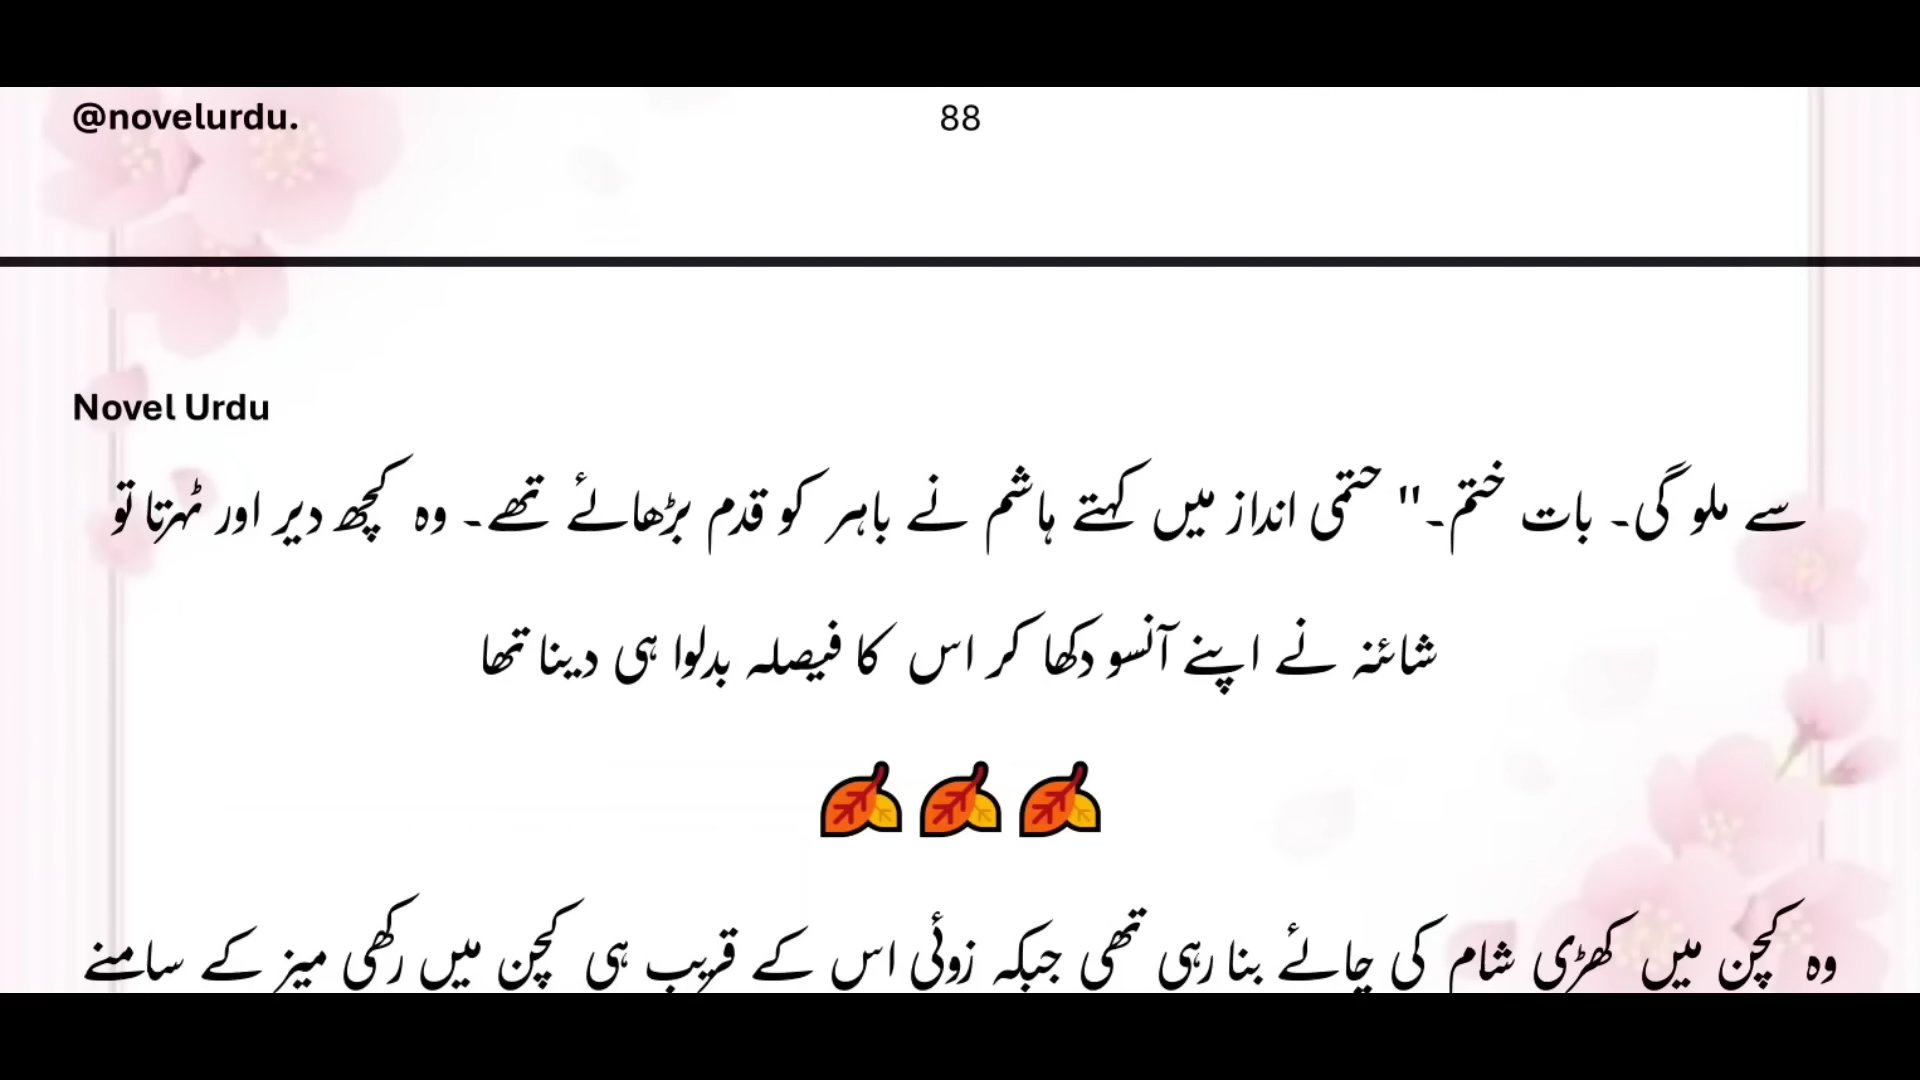 @novelurdu.
88
Novel Urdu
سے ملو گی۔ بات ختم۔" حتمی انداز میں کہتے ہاشم نے باہر کو قدم بڑھائے تھے۔ وہ کچھ دیر اور ٹہرتا تو
شائنہ نے اپنے آنسو دکھا کر اس کا فیصلہ بدلوا ہی دینا تھا
🍂🍂🍂
وہ کچن میں کھڑی شام کی چائے بنا رہی تھی جبکہ زوئی اس کے قریب ہی کچن میں رکھی میز کے سامنے